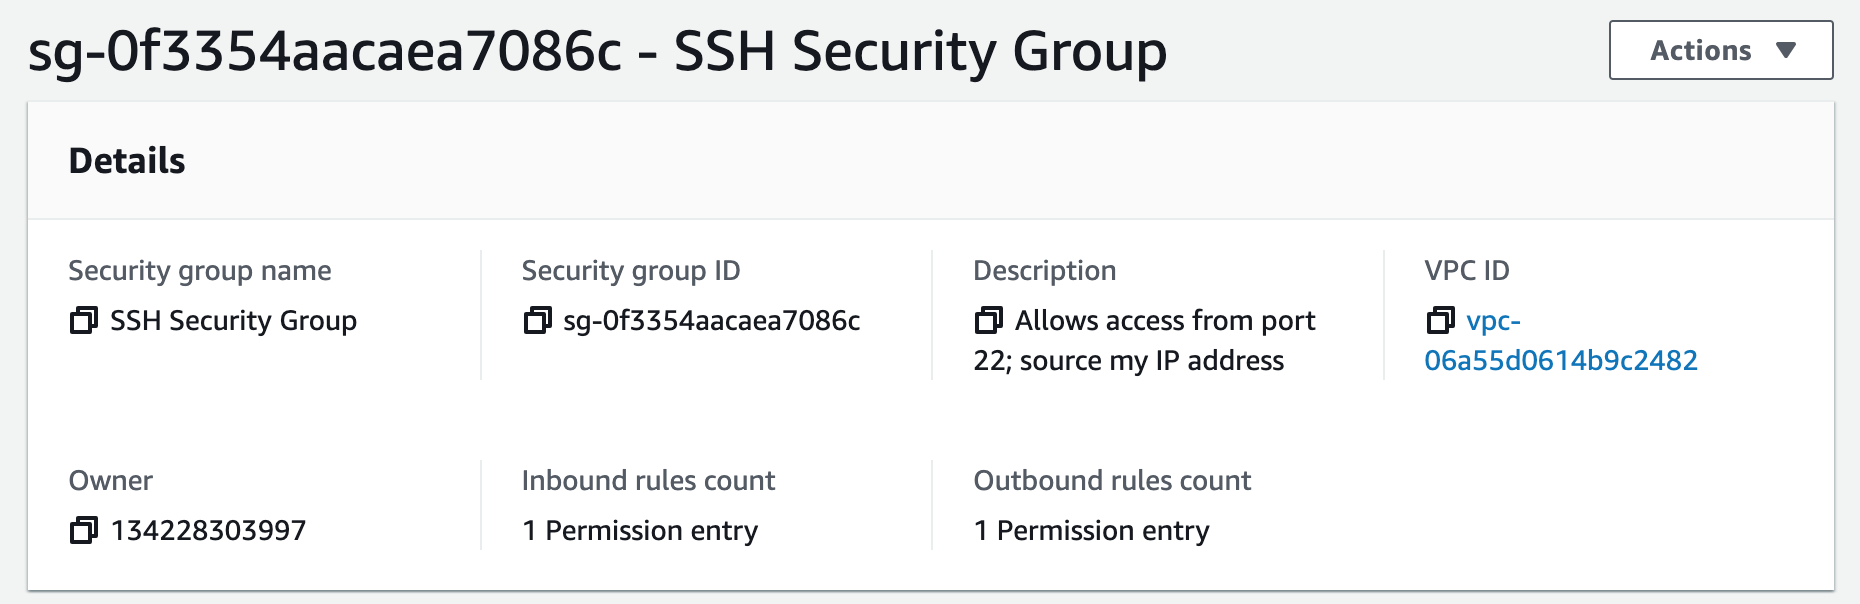 sg-0f3354aacaea7086c - SSH Security Group
Actions
Details
Security group name
SSH Security Group
Security group ID
sg-0f3354aacaea7086c
Description
Allows access from port
22; source my IP address
VPC ID
vpc-
06a55d0614b9c2482
Owner
134228303997
Inbound rules count
1 Permission entry
Outbound rules count
1 Permission entry